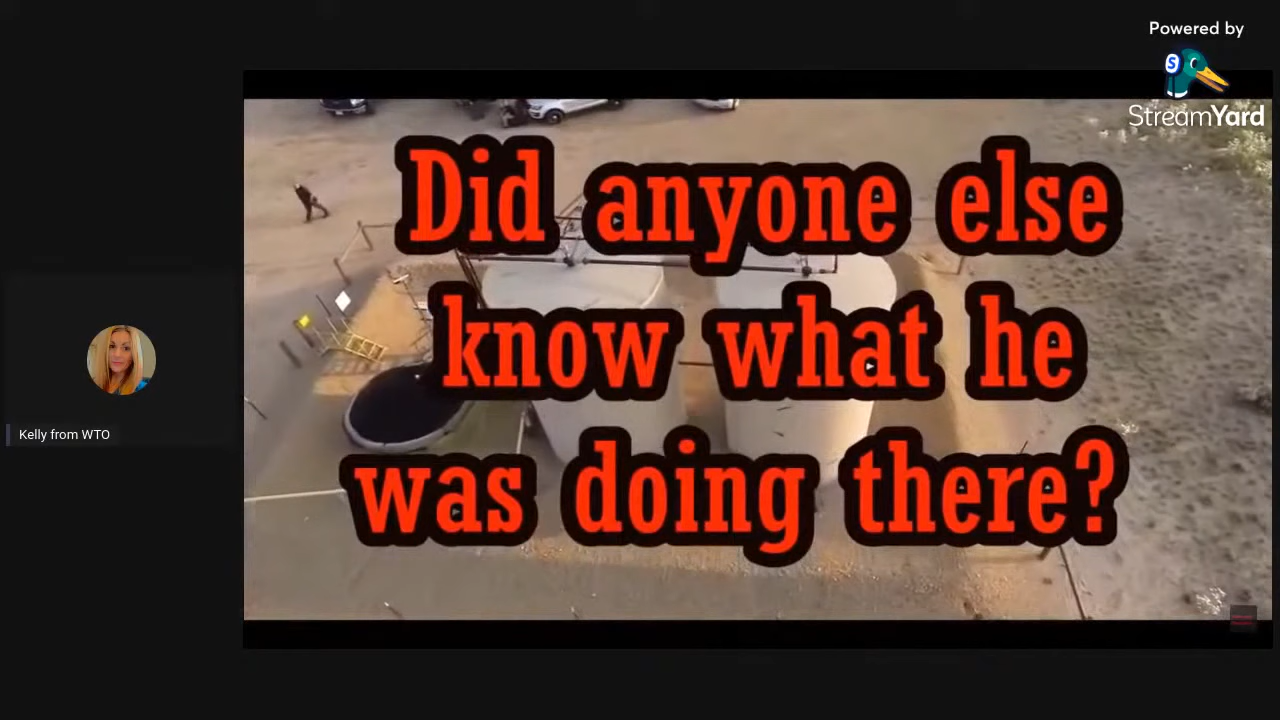 Powered by
StreamYard
Did anyone else
know what he
was doing there?
Kelly from WTO